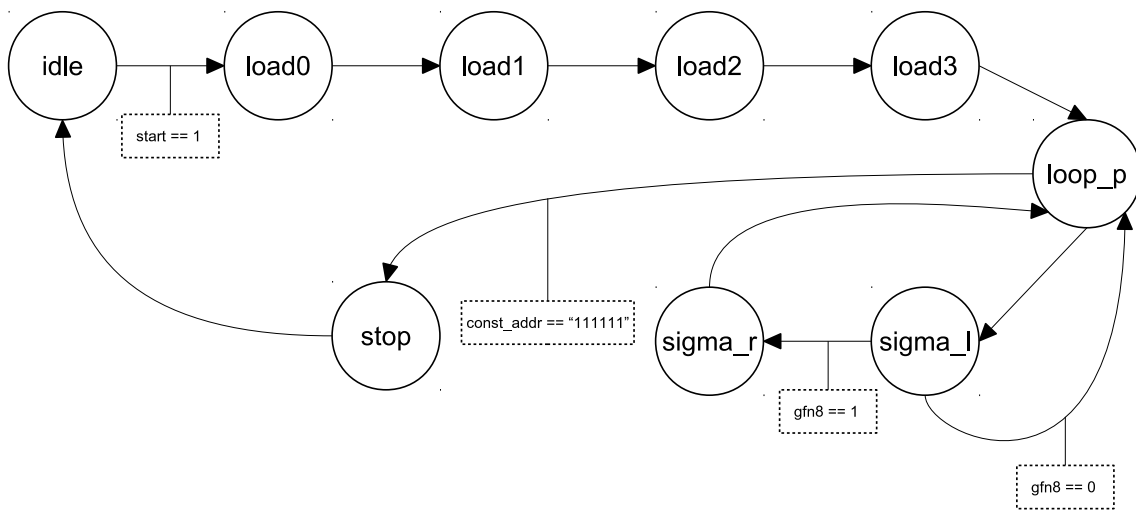 idle
load0
load1
load2
load3
start == 1
loop_p
const_addr == “111111”
stop
sigma_r
sigma_l
gfn8 == 1
gfn8 == 0